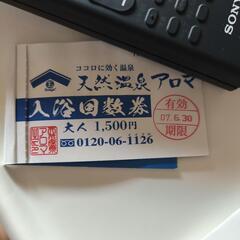 SONY
ココロに効く温泉
天然温泉アロマ
入浴回数券
大人 1,500円
0120-06-1126
有効
07.6.30
期限